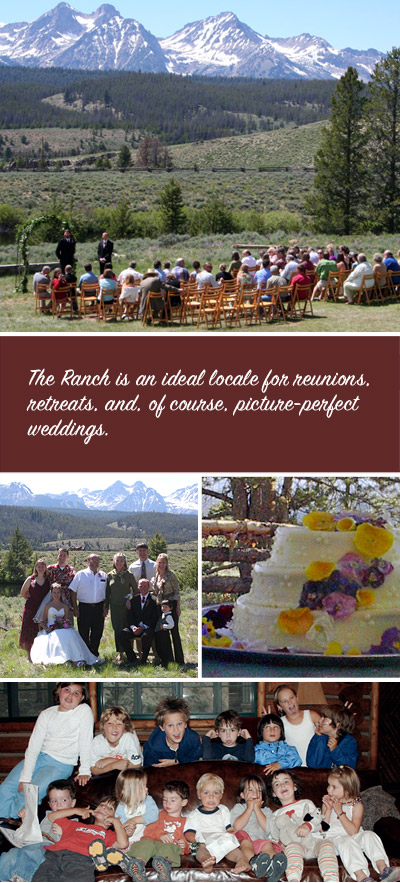 The Ranch is an ideal locale for reunions,
retreats, and, of course, picture-perfect
weddings.